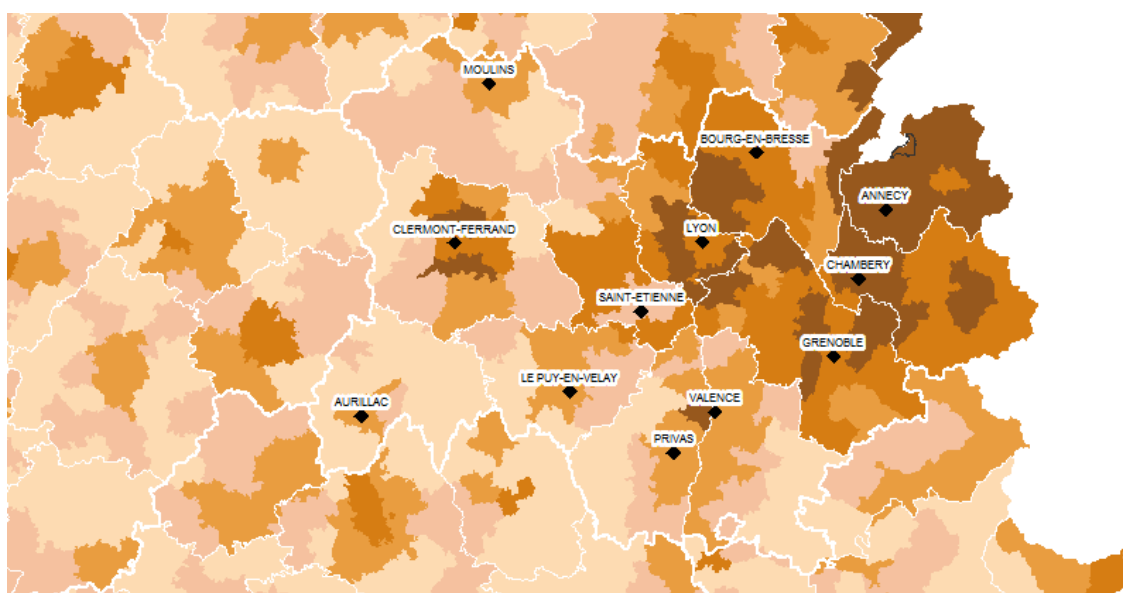 MOULINS
BOURG-EN-BRESSE
ANNECY
CLERMONT-FERRAND
LYON
CHAMBERY
SAINT-ETIENNE
GRENOBLE
LE PUY-EN-VELAY
AURILLAC
VALENCE
PRIVAS